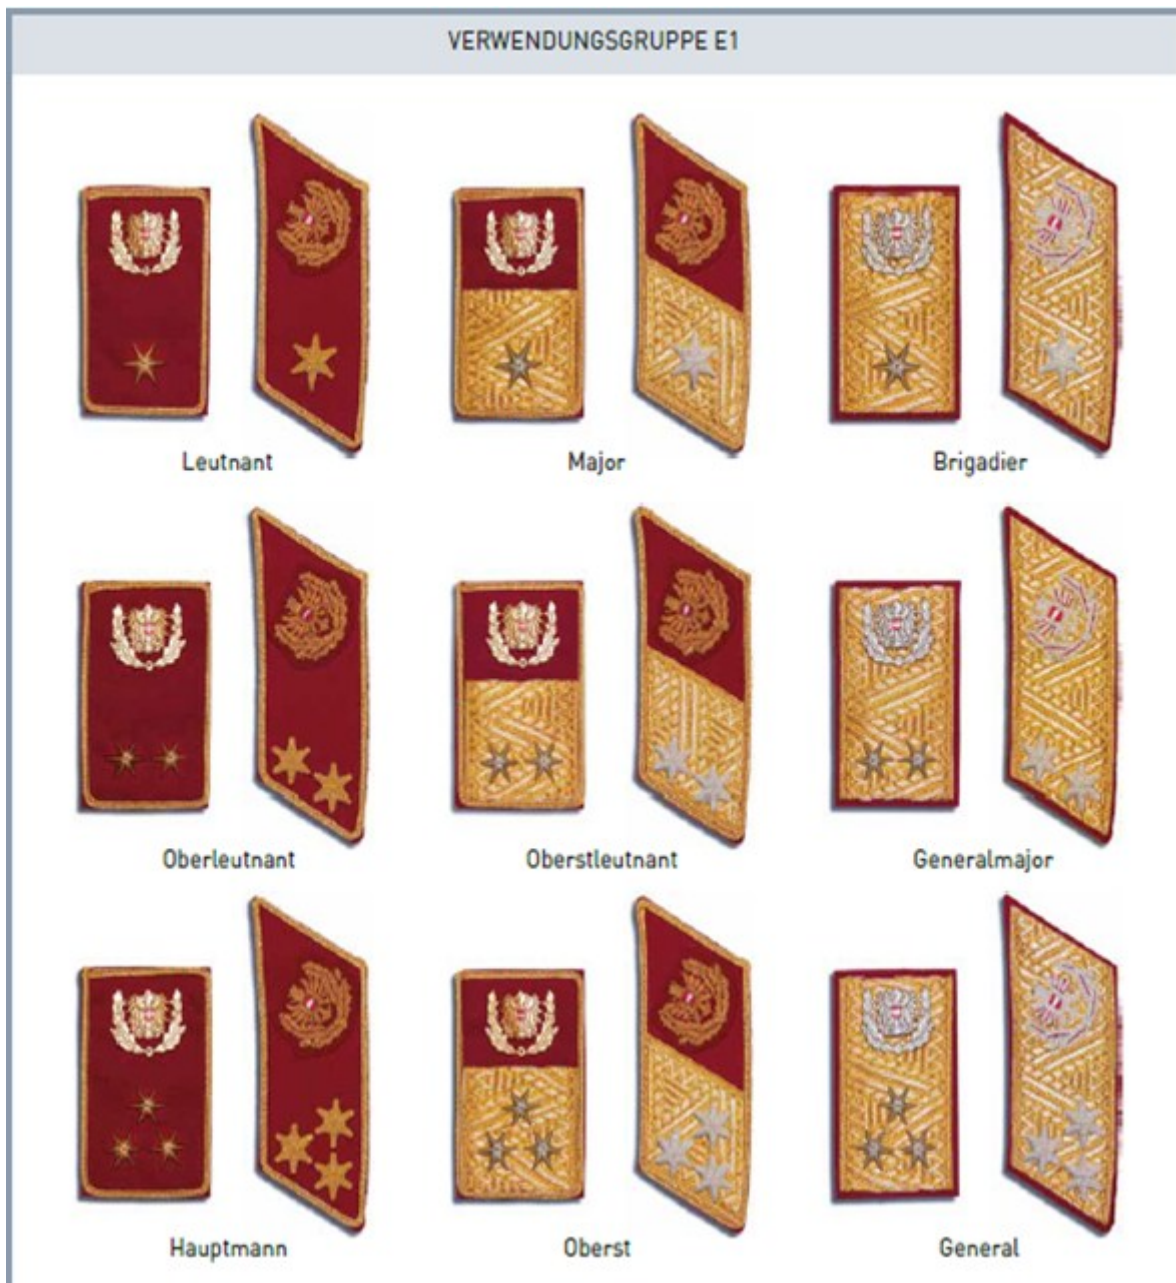 VERWENDUNGSGRUPPE E1
Leutnant
Major
Brigadier
Oberleutnant
Oberstleutnant
Generalmajor
Hauptmann
Oberst
General